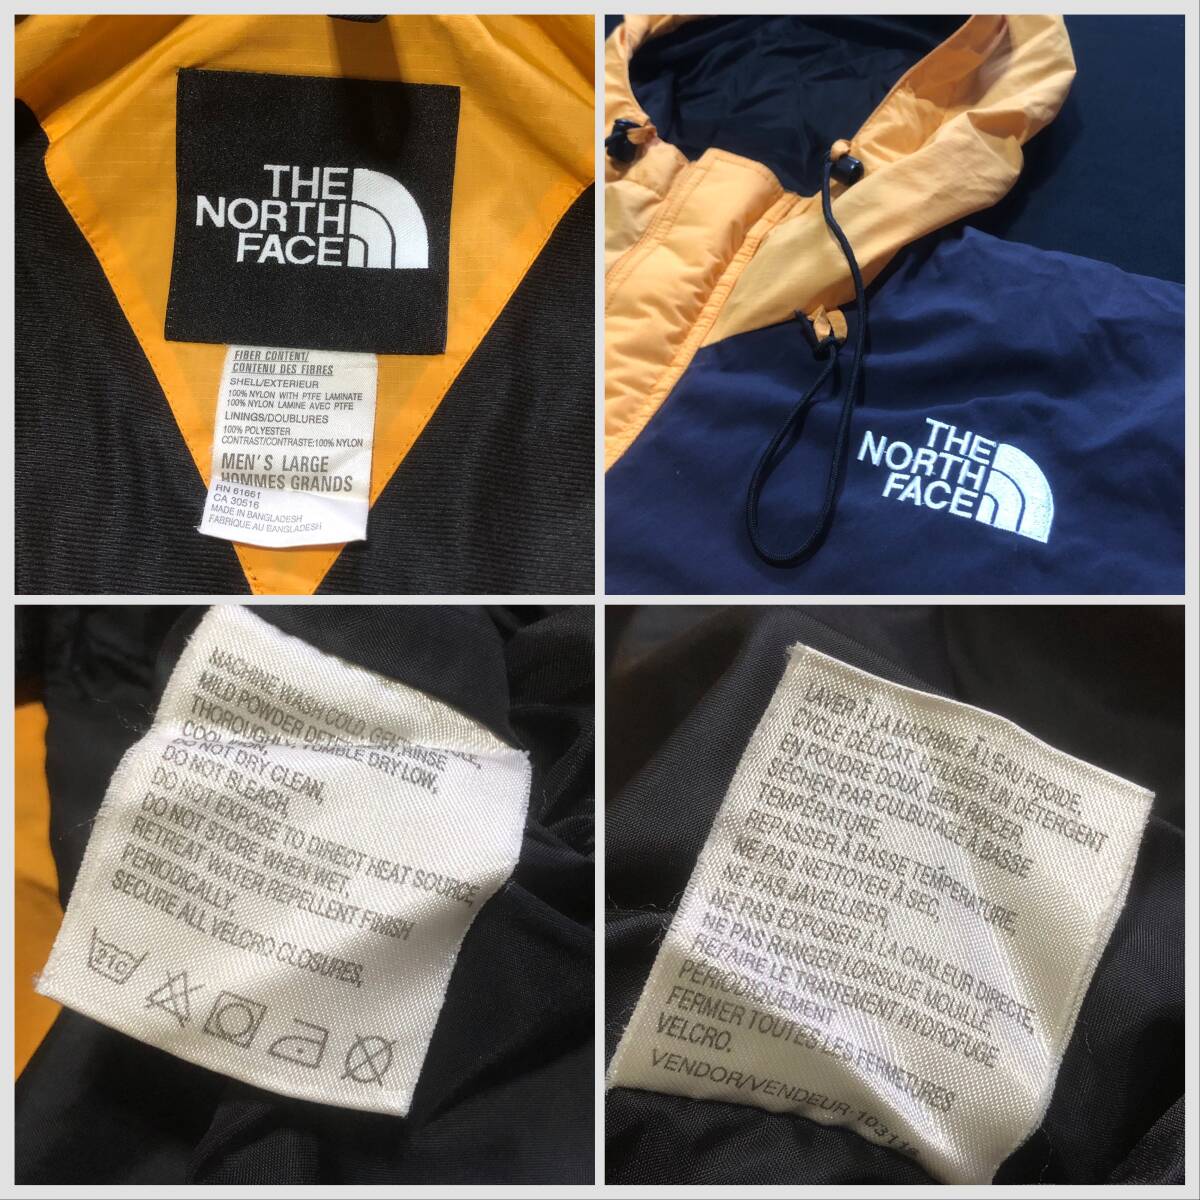 THE
NORTH
FACE
FIBER CONTENT/
CONTENU DES FIBRES
SHELL/EXTERIEUR
100% NYLON WITH PTFE LAMINATE
100% NYLON LAMINE AVEC PTFE
LININGS/DOUBLURES
100% POLYESTER
CONTRAST/CONTRASTE:100% NYLON
MEN'S LARGE
HOMMES GRANDS
RN 61661
CA 30516
MADE IN BANGLADESH
FABRIQUE AU BANGLADESH
THE
NORTH
FACE
MACHINE WASH COLD, 
MILD POWDER RINSE
THOROUGHLY, TUMBLE DRY LOW,
COOL
DO NOT DRY CLEAN,
DO NOT BLEACH,
DO NOT EXPOSE TO DIRECT HEAT SOURCE,
DO NOT STORE WHEN WET,
RETREAT WATER REPELLENT FINISH
PERIODICALLY,
SECURE ALL VELCRO CLOSURES,
21C
LAVER À LA MACHINE À L'EAU FROIDE,
CYCLE DÉLICAT, UTILISER UN DÉTERGENT
EN POUDRE DOUX, BIEN RINCER,
SÉCHER PAR CULBUTAGE À BASSE
TEMPÉRATURE,
REPASSER À BASSE TEMPÉRATURE,
NE PAS NETTOYER À SEC,
NE PAS JAVELLISER,
NE PAS EXPOSER À LA CHALEUR DIRECTE,
NE PAS RANGER LORSQUE MOUILLÉ,
REFAIRE LE TRAITEMENT HYDROFUGE
PERIODIQUEMENT
FERMER TOUTES LES FERMETURES
VELCRO.
VENDOR/VENDEUR: